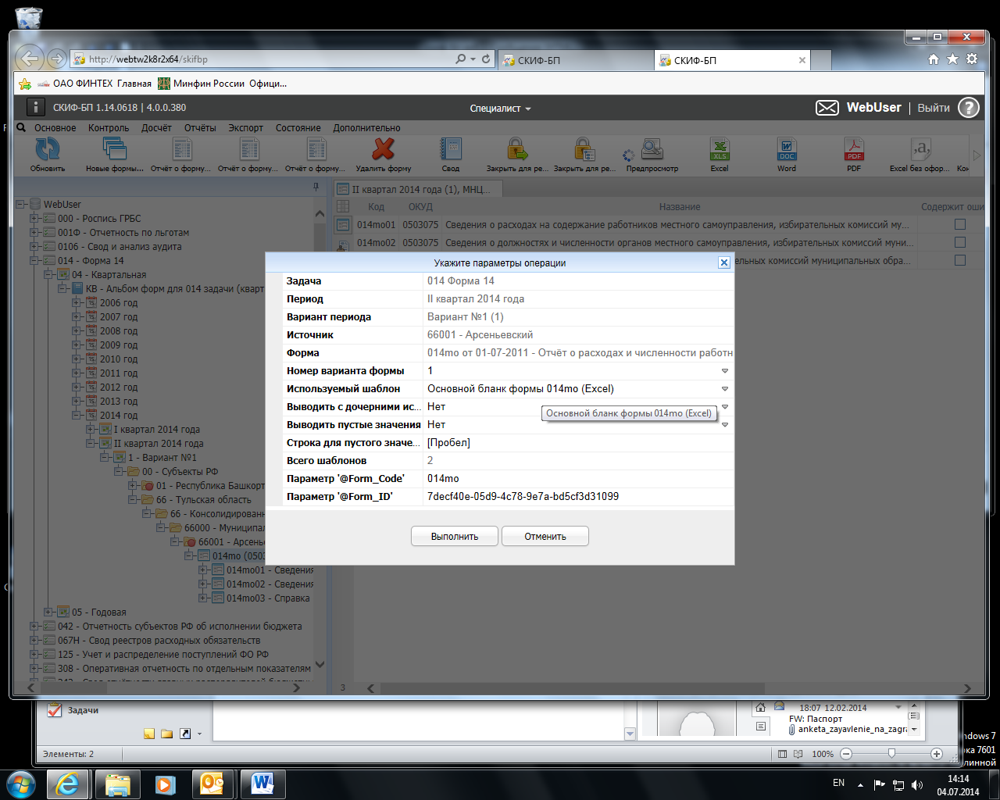 http://webtw2k8r2x64/skifbp
СКИФ-БП
СКИФ-БП
ОАО ФИНТЕХ Главная
Минфин России Офици...
СКИФ-БП 1.14.0618 | 4.0.0.380
Специалист
WebUser | Выйти
Основное Контроль Досчёт Отчёты Экспорт Состояние Дополнительно
Обновить Новые формы... Отчёт о форму... Отчёт о форму... Отчёт о форму... Удалить форму Свод Закрыть для ре... Закрыть для ре... Предпросмотр Excel Word PDF Excel без офор... Кон
WebUser
000 - Роспись ГРБС
001Ф - Отчетность по льготам
0106 - Свод и анализ аудита
014 - Форма 14
04 - Квартальная
КВ - Альбом форм для 014 задачи (кварт
2006 год
2007 год
2008 год
2009 год
2010 год
2011 год
2012 год
2013 год
2014 год
I квартал 2014 года
II квартал 2014 года
1 - Вариант №1
00 - Субъекты РФ
01 - Республика Башкорт
66 - Тульская область
66 - Консолидирован
66000 - Муниципал
66001 - Арсень
014mo (0503
014mo01 - Сведения
014mo02 - Сведения
014mo03 - Справка
05 - Годовая
042 - Отчетность субъектов РФ об исполнении бюджета
067Н - Свод реестров расходных обязательств
125 - Учет и распределение поступлений ФО РФ
308 - Оперативная отчетность по отдельным показателям
II квартал 2014 года (1), МНЦ...
Код ОКУД Название Содержит оши
014mo01 0503075 Сведения о расходах на содержание работников местного самоуправления, избирательных комиссий му...
014mo02 0503075 Сведения о должностях и численности органов местного самоуправления, избирательных комиссий муни...
ельных комиссий муниципальных обра...
3
Укажите параметры операции
Задача 014 Форма 14
Период II квартал 2014 года
Вариант периода Вариант №1 (1)
Источник 66001 - Арсеньевский
Форма 014mo от 01-07-2011 - Отчёт о расходах и численности работн
Номер варианта формы 1
Используемый шаблон Основной бланк формы 014mo (Excel)
Выводить с дочерними ис... Нет
Основной бланк формы 014mo (Excel)
Выводить пустые значения Нет
Строка для пустого значе... [Пробел]
Всего шаблонов 2
Параметр '@Form_Code' 014mo
Параметр '@Form_ID' 7decf40e-05d9-4c78-9e7a-bd5cf3d31099
Выполнить Отменить
Задачи
18:07 12.02.2014
FW: Паспорт
anketa_zayavlenie_na_zagra
Элементы: 2
100%
ndows 7
рка 7601
длинной
EN
14:14
04.07.2014